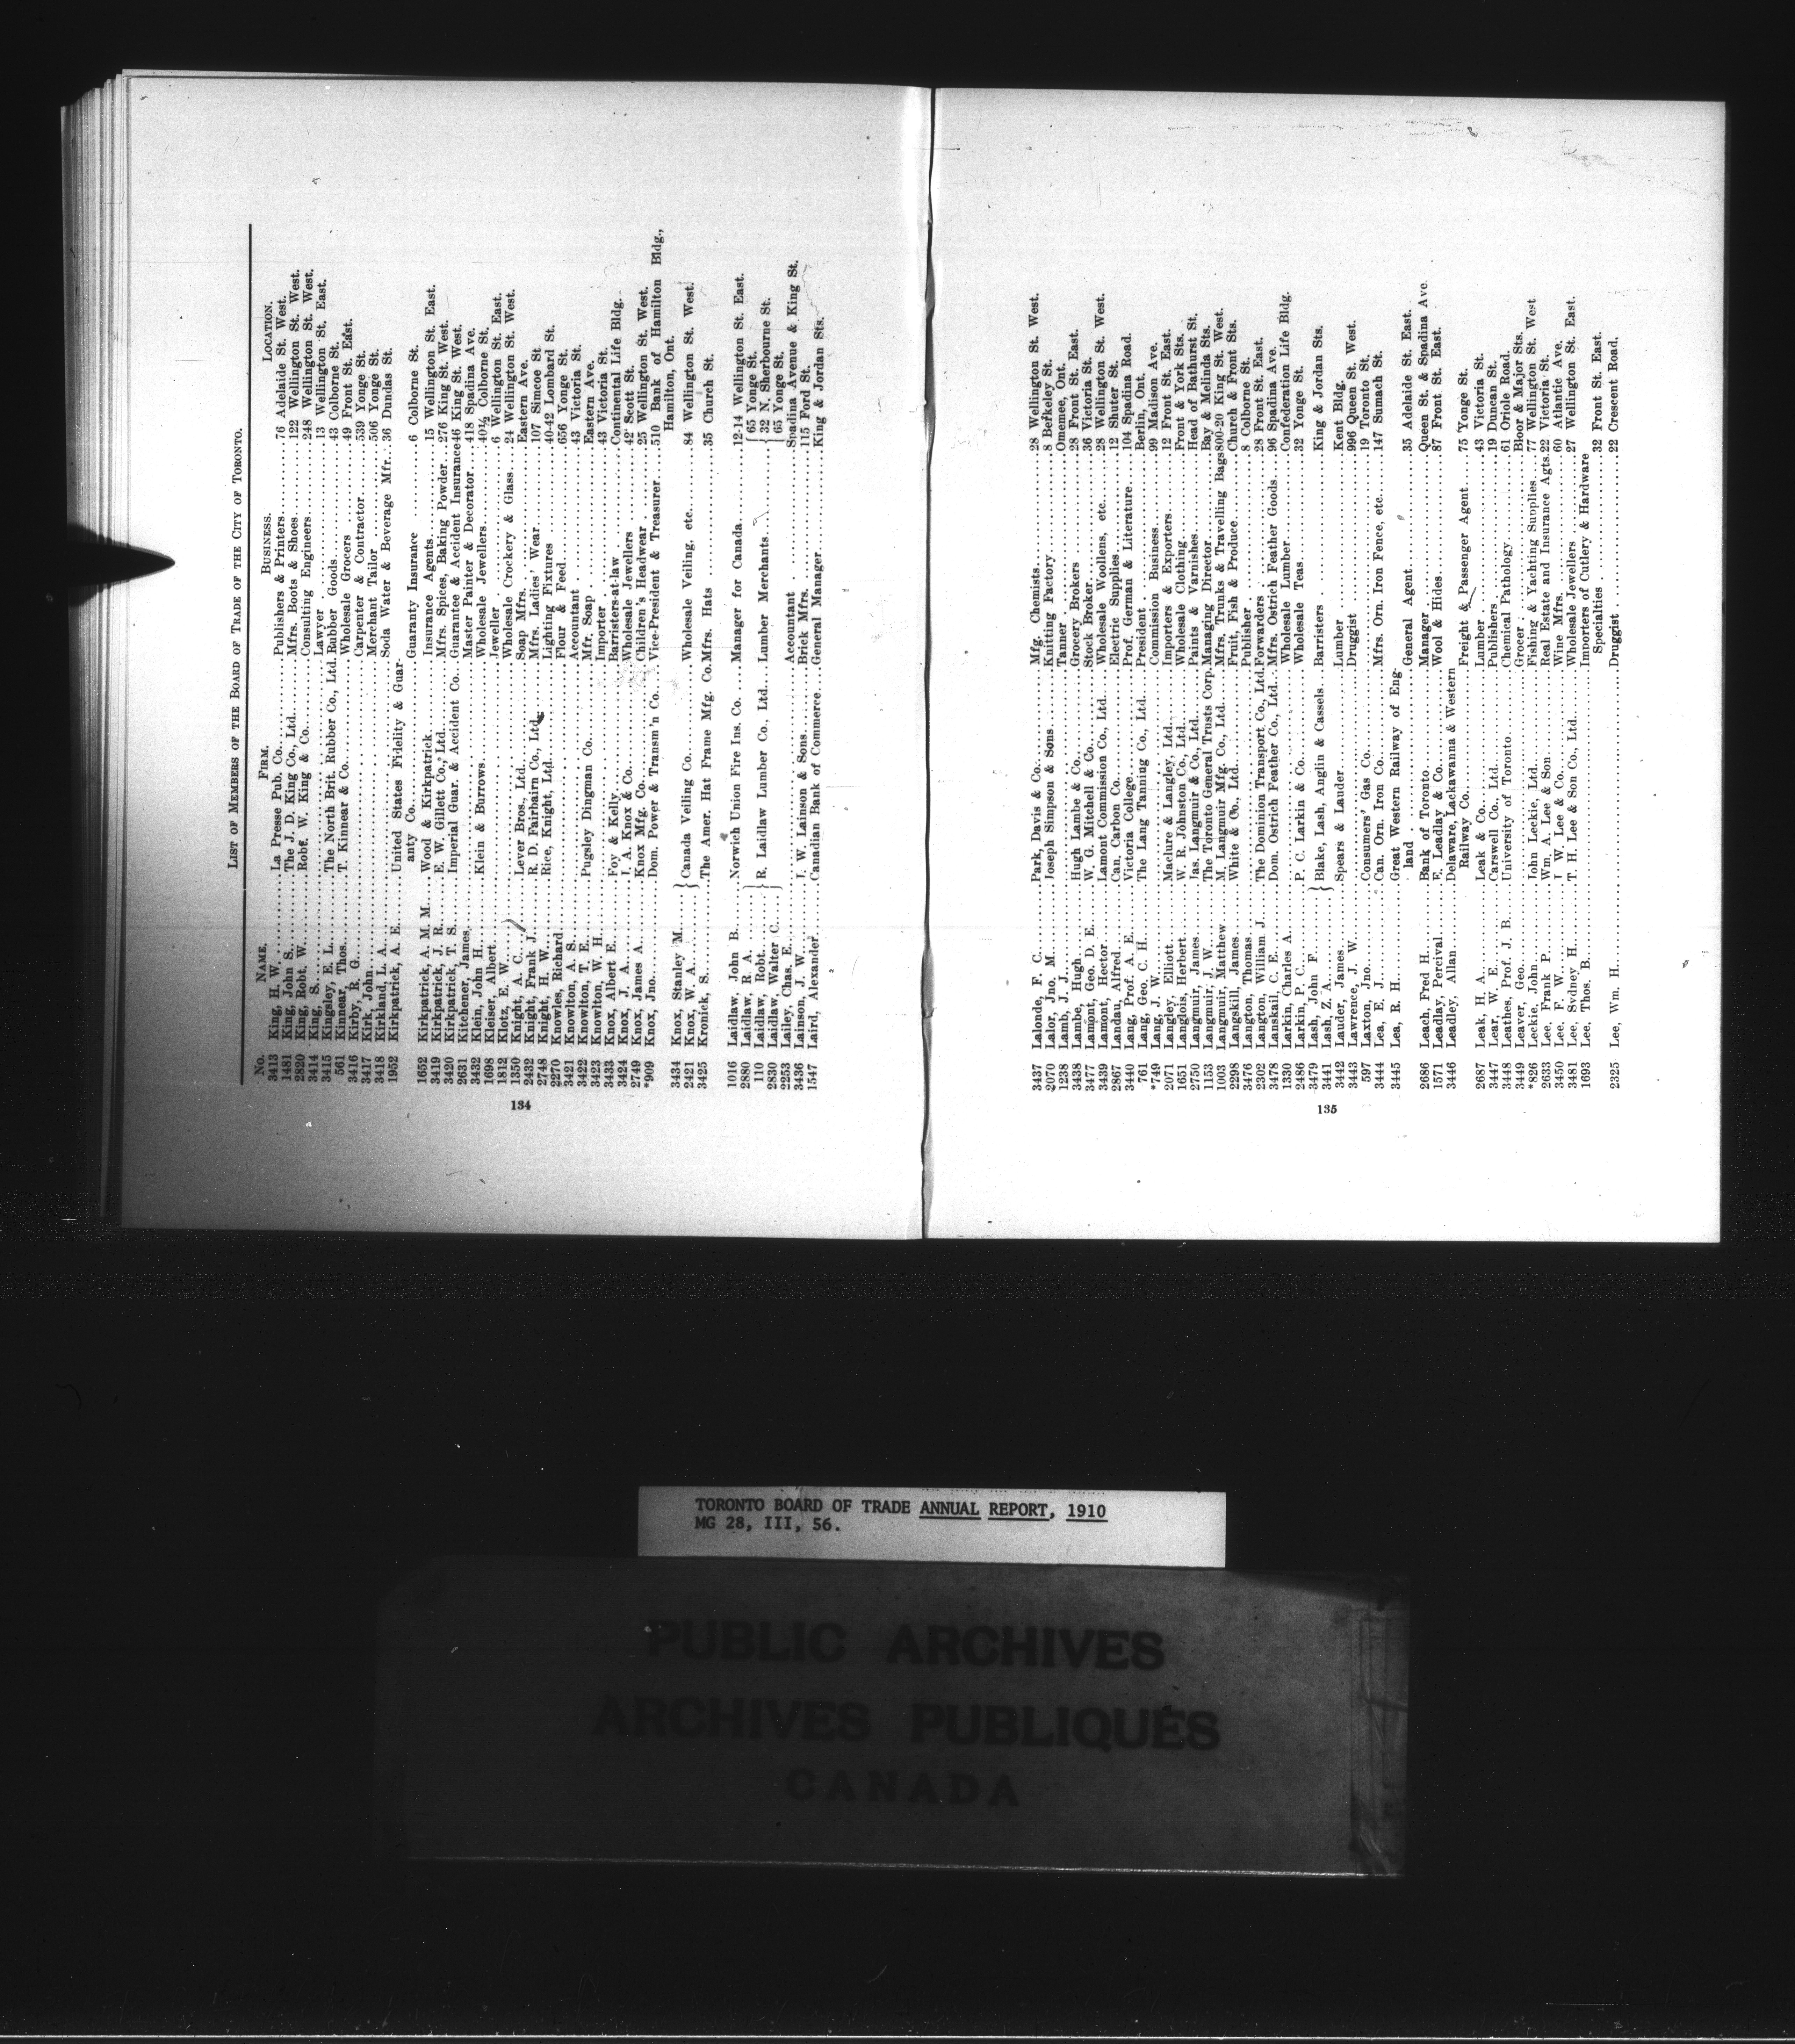 LIST OF MEMBERS OF THE BOARD OF TRADE OF THE CITY OF TORONTO.
No. NAME. FIRM. BUSINESS. LOCATION.
3413 King, H. W. La Presse Pub. Co. Publishers & Printers 76 Adelaide St. West.
1481 King, John S. The J. D. King Co., Ltd. Mfrs. Boots & Shoes 122 Wellington St. West.
2820 King, Robt. W. Robt. W. King & Co. Consulting Engineers 248 Wellington St. West.
3414 King, S. Lawyer 13 Wellington St. East.
3415 Kingsley, E. L. The North Brit. Rubber Co., Ltd. Rubber Goods 43 Colborne St.
561 Kinnear, Thos. T. Kinnear & Co. Wholesale Grocers 49 Front St. East.
3416 Kirby, R. G. Carpenter & Contractor 539 Yonge St.
3417 Kirk, John Merchant Tailor 506 Yonge St.
3418 Kirkland, L. A. Soda Water & Beverage Mfr. 36 Dundas St.
1952 Kirkpatrick, A. E. United States Fidelity & Guar-
anty Co. Guaranty Insurance 6 Colborne St.
1652 Kirkpatrick, A. M. M. Wood & Kirkpatrick Insurance Agents 15 Wellington St. East.
3419 Kirkpatrick, J. R. E. W. Gillett Co., Ltd. Mfrs. Spices, Baking Powder 276 King St. West.
3420 Kirkpatrick, T. S. Imperial Guar. & Accident Co. Guarantee & Accident Insurance 46 King St. West.
2631 Kitchener, James Master Painter & Decorator 418 Spadina Ave.
3432 Klein, John H. Klein & Burrows Wholesale Jewellers 40½ Colborne St.
1698 Kleiser, Albert Jeweller 6 Wellington St. East.
1812 Klotz, E. W. Wholesale Crockery & Glass 24 Wellington St. West.
1350 Knight, A. C. Lever Bros., Ltd. Soap Mfrs. Eastern Ave.
2432 Knight, Frank J. R. D. Fairbairn Co., Ltd. Mfrs. Ladies' Wear 107 Simcoe St.
2748 Knight, H. W. Rice, Knight, Ltd. Lighting Fixtures 40-42 Lombard St.
2270 Knowles, Richard Flour & Feed 656 Yonge St.
3421 Knowlton, A. S. Accountant 43 Victoria St.
3422 Knowlton, T. E. Pugsley Dingman Co. Mfr. Soap Eastern Ave.
3423 Knowlton, W. H. Importer 43 Victoria St.
3433 Knox, Albert E. Foy & Kelly Barristers-at-law Continental Life Bldg.
3424 Knox, J. A. J. A. Knox & Co. Wholesale Jewellers 42 Scott St.
2749 Knox, James A. Knox Mfg. Co. Children's Headwear 25 Wellington St. West.
*909 Knox, Jno. Dom. Power & Transm'n Co. Vice-President & Treasurer 510 Bank of Hamilton Bldg.,
Hamilton, Ont.
3434 Knox, Stanley M.
2421 Knox, W. A. } Canada Veiling Co. Wholesale Veiling, etc. 84 Wellington St. West.
3425 Kronick, S. The Amer. Hat Frame Mfg. Co. Mfrs. Hats 35 Church St.
1016 Laidlaw, John B. Norwich Union Fire Ins. Co. Manager for Canada 12-14 Wellington St. East.
2880 Laidlaw, R. A. 65 Yonge St.
110 Laidlaw, Robt. } R. Laidlaw Lumber Co., Ltd. Lumber Merchants 32 N. Sherbourne St.
2830 Laidlaw, Walter C. 65 Yonge St.
2253 Lailey, Chas. E. Accountant Spadina Avenue & King St.
3436 Lainson, J. W. J. W. Lainson & Sons Brick Mfrs. 115 Ford St.
1547 Laird, Alexander Canadian Bank of Commerce General Manager King & Jordan Sts.
134
3437 Lalonde, F. C. Park, Davis & Co. Mfg. Chemists 28 Wellington St. West.
2070 Lalor, Jno. M. Joseph Simpson & Sons Knitting Factory 8 Berkeley St.
1238 Lamb, J. J. Tanner Omemee, Ont.
3438 Lambe, Hugh Hugh Lambe & Co. Grocery Brokers 28 Front St. East.
3477 Lamont, Geo. D. E. W. G. Mitchell & Co. Stock Broker 36 Victoria St.
3439 Lamont, Hector Lamont Commission Co., Ltd. Wholesale Woollens, etc. 28 Wellington St. West.
2867 Landau, Alfred Can. Carbon Co. Electric Supplies 12 Shuter St.
3440 Lang, Prof. A. E. Victoria College Prof. German & Literature 104 Spadina Road.
761 Lang, Geo. C. H. The Lang Tanning Co., Ltd. President Berlin, Ont.
*749 Lang, J. W. Commission Business 99 Madison Ave.
2071 Langley, Elliott Maclure & Langley, Ltd. Importers & Exporters 12 Front St. East.
1651 Langlois, Herbert W. R. Johnston Co., Ltd. Wholesale Clothing Front & York Sts.
2750 Langmuir, James Jas. Langmuir & Co., Ltd. Paints & Varnishes Head of Bathurst St.
1153 Langmuir, J. W. The Toronto General Trusts Corp. Managing Director Bay & Melinda Sts.
1003 Langmuir, Matthew M. Langmuir Mfg. Co., Ltd. Mfrs. Trunks & Travelling Bags 800-20 King St. West.
2298 Langskill, James White & Co., Ltd. Fruit, Fish & Produce Church & Front Sts.
3476 Langton, Thomas Publisher 8 Colborne St.
2302 Langton, William J. The Dominion Transport Co., Ltd. Forwarders 28 Front St. East.
3478 Lanskail, C. E. Dom. Ostrich Feather Co., Ltd. Mfrs. Ostrich Feather Goods 96 Spadina Ave.
1330 Larkin, Charles A. Wholesale Lumber Confederation Life Bldg.
2486 Larkin, P. C. P. C. Larkin & Co. Wholesale Teas 32 Yonge St.
3479 Lash, John F.
3441 Lash, Z. A. } Blake, Lash, Anglin & Cassels Barristers King & Jordan Sts.
3442 Lauder, James Spears & Lauder Lumber Kent Bldg.
3443 Lawrence, J. W. Druggist 996 Queen St. West.
597 Laxton, Jno. Consumers' Gas Co. 19 Toronto St.
3444 Lea, E. J. Can. Orn. Iron Co. Mfrs. Orn. Iron Fence, etc. 147 Sumach St.
3445 Lea, R. H. Great Western Railway of Eng-
land General Agent 35 Adelaide St. East.
2686 Leach, Fred H. Bank of Toronto Manager Queen St. & Spadina Ave
1571 Leadlay, Percival E. Leadlay & Co. Wool & Hides 87 Front St. East.
3446 Leadley, Allan Delaware, Lackawana & Western
Railway Co. Freight & Passenger Agent 75 Yonge St.
2687 Leak, H. A. Leak & Co. Lumber 43 Victoria St.
3447 Lear, W. E. Carswell Co., Ltd. Publishers 19 Duncan St.
3448 Leathes, Prof. J. B. University of Toronto Chemical Pathology 61 Oriole Road.
3449 Leaver, Geo. Grocer Bloor & Major Sts.
*826 Leckie, John John Leckie, Ltd. Fishing & Yachting Supplies 77 Wellington St. West
2633 Lee, Frank P. Wm. A. Lee & Son Real Estate and Insurance Agts. 22 Victoria St.
3450 Lee, F. W. J W. Lee & Co. Wine Mfrs. 60 Atlantic Ave.
3481 Lee, Sydney H. T. H. Lee & Son Co., Ltd. Wholesale Jewellers 27 Wellington St. East.
1693 Lee, Thos. B. Importers of Cutlery & Hardware
Specialties 32 Front St. East.
2325 Lee, Wm. H. Druggist 22 Crescent Road.
135
TORONTO BOARD OF TRADE ANNUAL REPORT, 1910
MG 28, III, 56.
PUBLIC ARCHIVES
ARCHIVES PUBLIQUES
CANADA